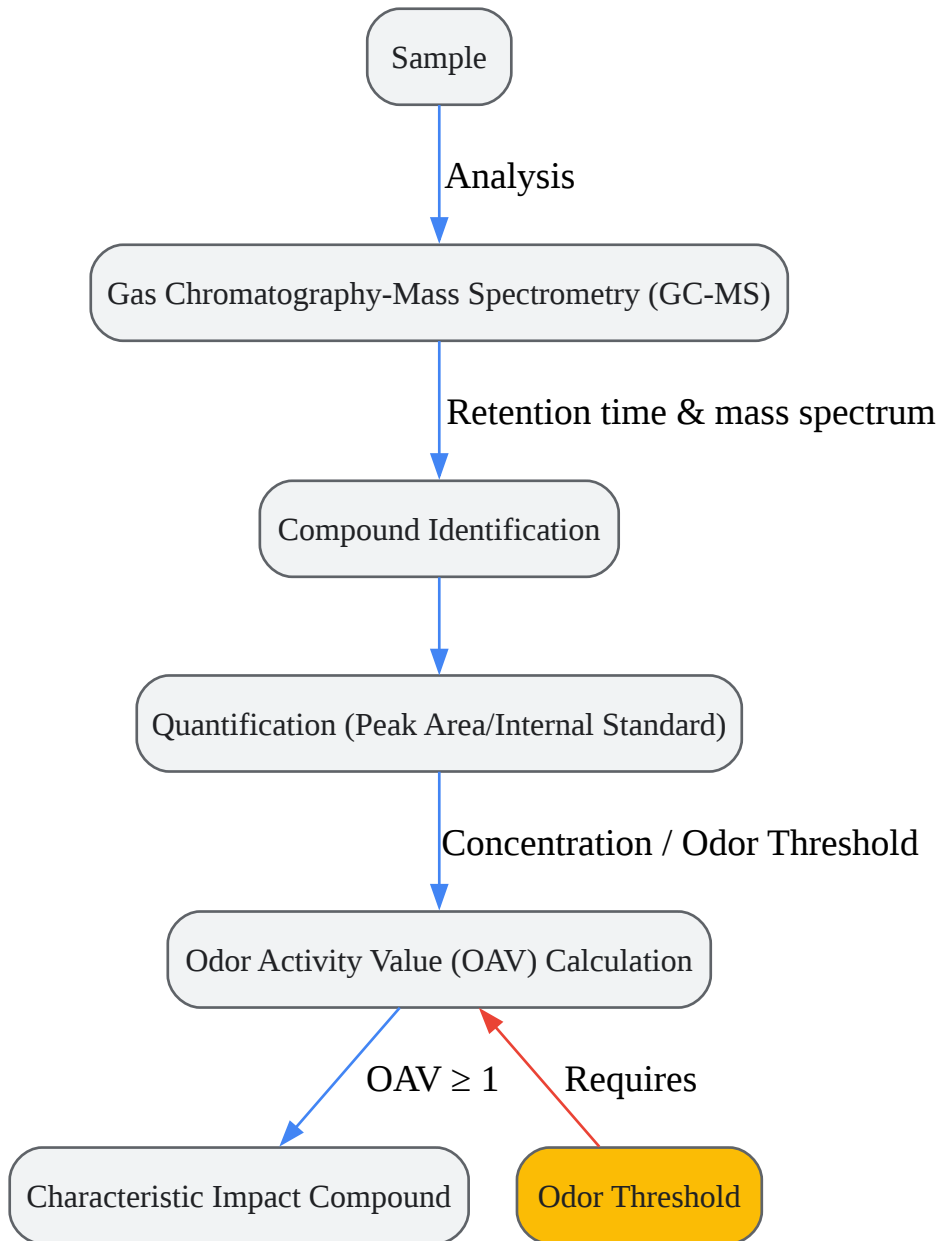 Sample
Analysis
Gas Chromatography-Mass Spectrometry (GC-MS)
Retention time & mass spectrum
Compound Identification
Quantification (Peak Area/Internal Standard)
Concentration / Odor Threshold
Odor Activity Value (OAV) Calculation
OAV ≥ 1
Requires
Characteristic Impact Compound
Odor Threshold